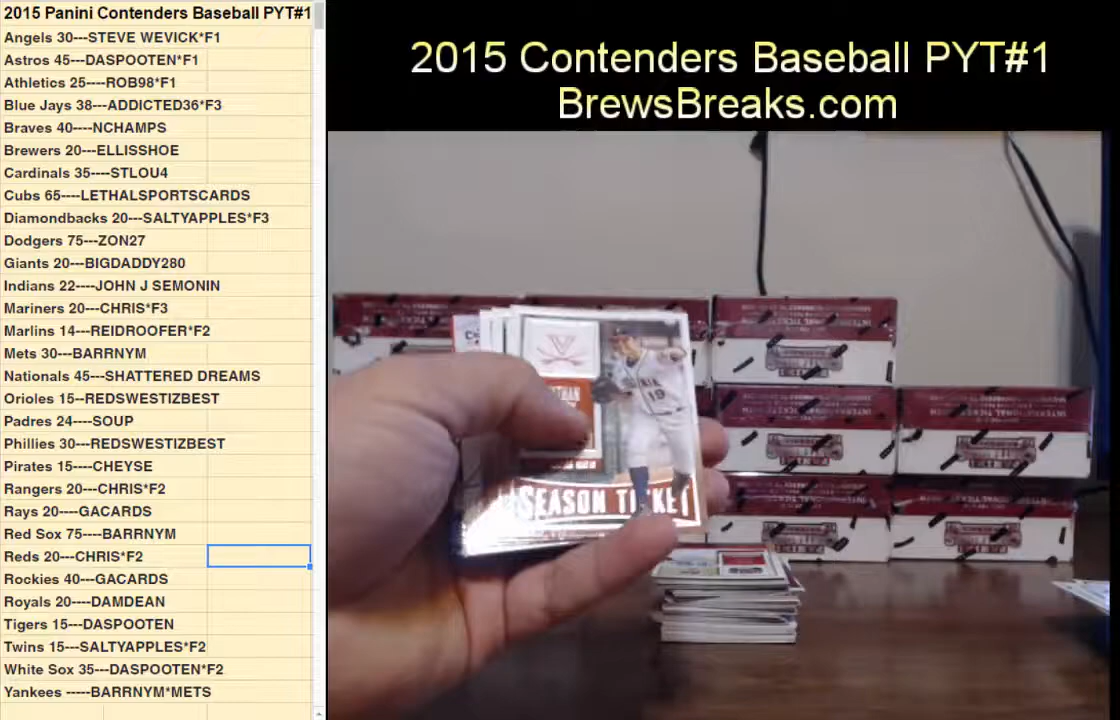 2015 Panini Contenders Baseball PYT#1
Angels 30---STEVE WEVICK*F1
Astros 45---DASPOOTEN*F1
Athletics 25----ROB98*F1
Blue Jays 38---ADDICTED36*F3
Braves 40----NCHAMPS
Brewers 20---ELLISSHOE
Cardinals 35----STLOU4
Cubs 65----LETHALSPORTSCARDS
Diamondbacks 20---SALTYAPPLES*F3
Dodgers 75---ZON27
Giants 20---BIGDADDY280
Indians 22----JOHN J SEMONIN
Mariners 20---CHRIS*F3
Marlins 14---REIDROOFER*F2
Mets 30---BARRNYM
Nationals 45---SHATTERED DREAMS
Orioles 15--REDSWESTIZBEST
Padres 24----SOUP
Phillies 30---REDSWESTIZBEST
Pirates 15----CHEYSE
Rangers 20---CHRIS*F2
Rays 20---GACARDS
Red Sox 75----BARRNYM
Reds 20---CHRIS*F2
Rockies 40---GACARDS
Royals 20---DAMDEAN
Tigers 15---DASPOOTEN
Twins 15---SALTYAPPLES*F2
White Sox 35---DASPOOTEN*F2
Yankees -----BARRNYM*METS
2015 Contenders Baseball PYT#1
BrewsBreaks.com
19
SEASON TICKET